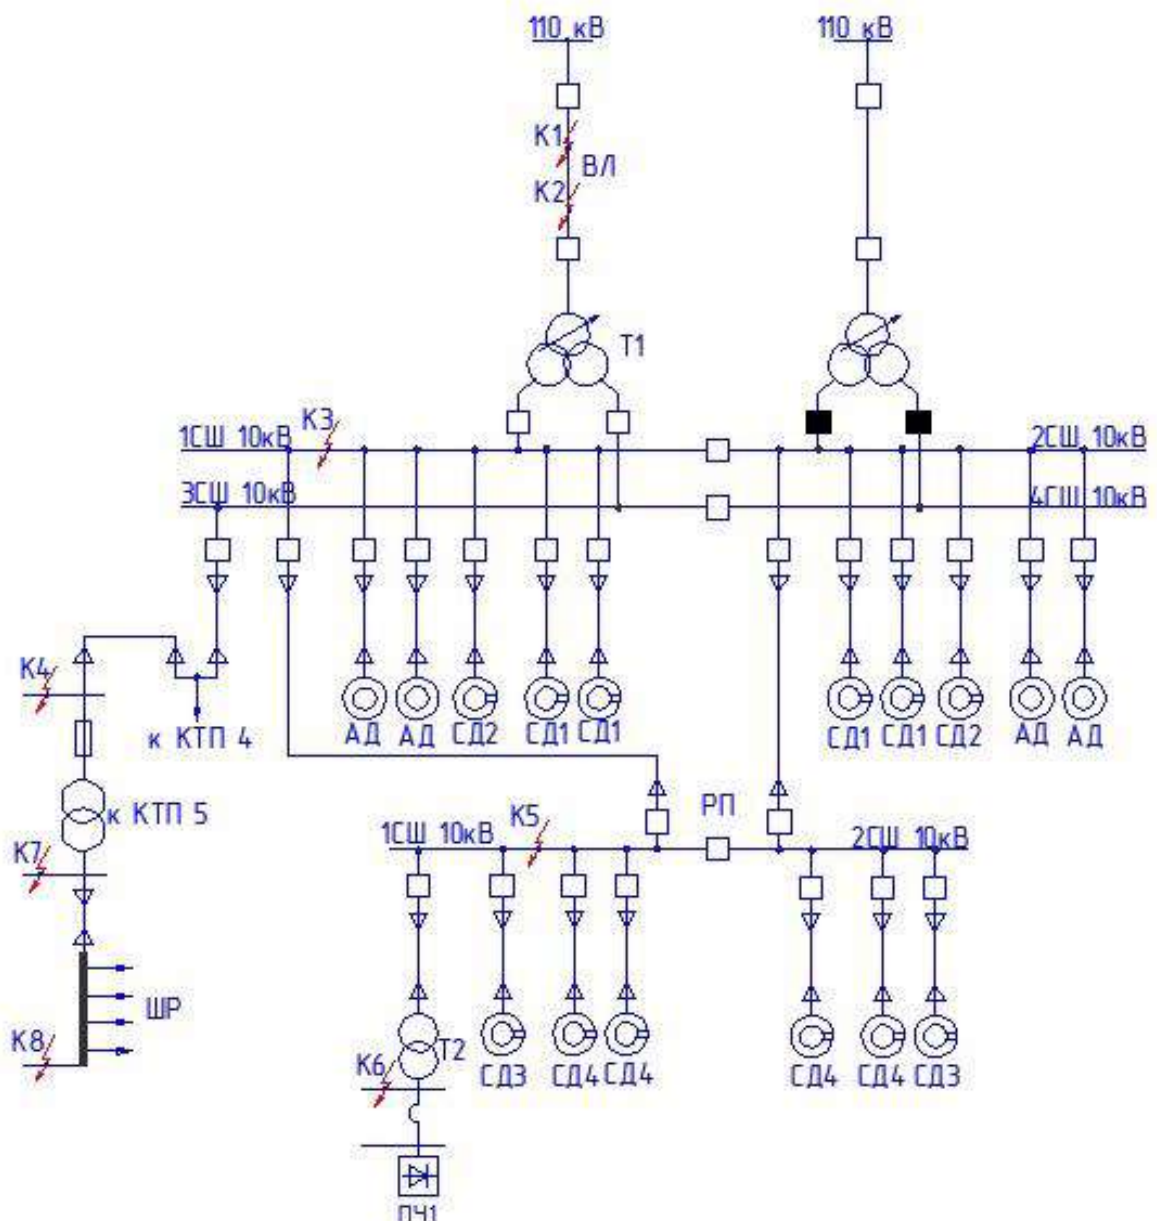 110 кВ 110 кВ
К1
ВЛ
К2
Т1
К3
1СШ 10кВ 2СШ 10кВ
3СШ 10кВ 4СШ 10кВ
К4
к КТП 4
АД АД СД2 СД1 СД1 СД1 СД1 СД2 АД АД
к КТП 5
РП
К5
1СШ 10кВ 2СШ 10кВ
К7
ШР
К8
Т2
К6
СД3 СД4 СД4 СД4 СД4 СД3
ПЧ1